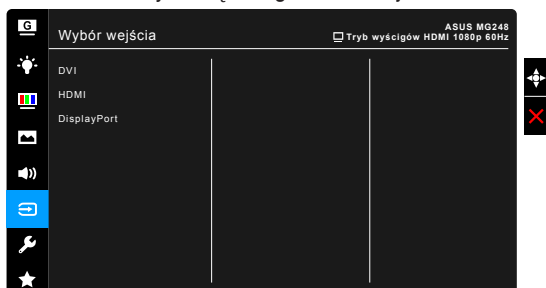 G
Wybór wejścia
ASUS MG248
Tryb wyścigów HDMI 1080p 60Hz
DVI
HDMI
DisplayPort